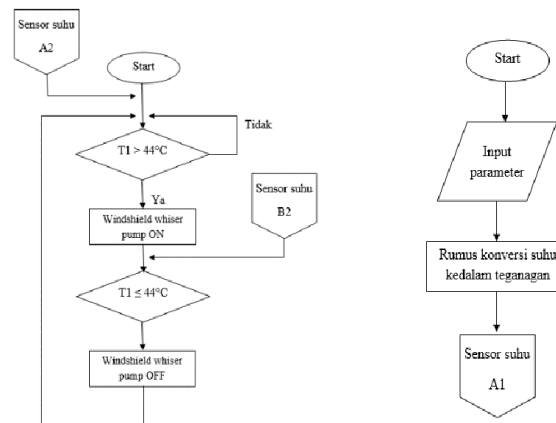 Sensor suhu
A2
Start
Tidak
T1 > 44°C
Ya
Sensor suhu
B2
Windshield whiser
pump ON
T1 ≤ 44°C
Windshield whiser
pump OFF
Start
Input
parameter
Rumus konversi suhu
kedalam teganagan
Sensor suhu
A1